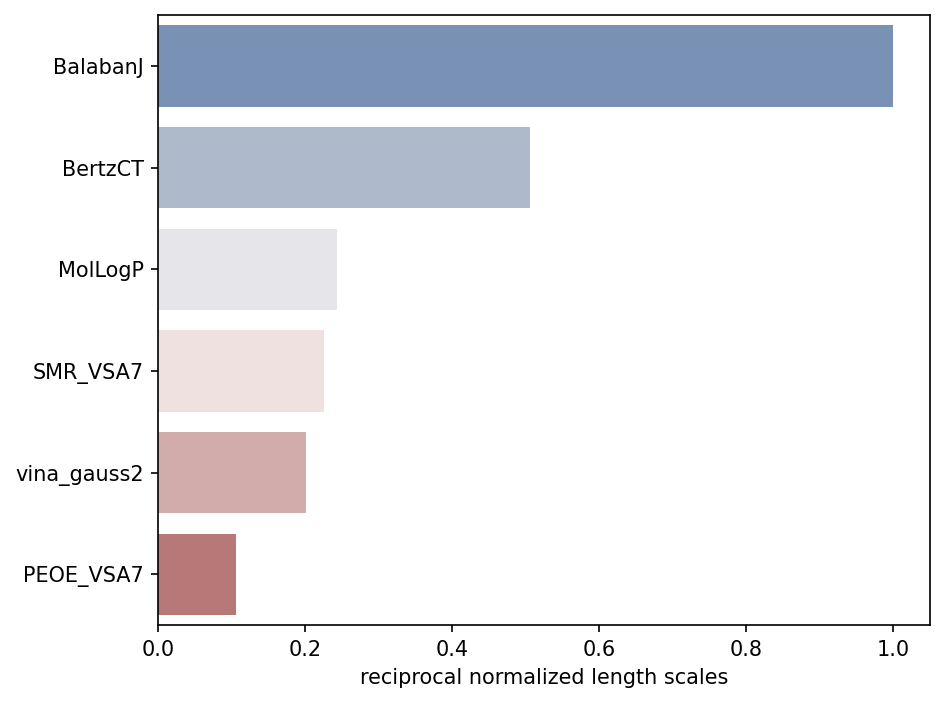 BalabanJ
BertzCT
MolLogP
SMR_VSA7
vina_gauss2
PEOE_VSA7
0.0 0.2 0.4 0.6 0.8 1.0
reciprocal normalized length scales